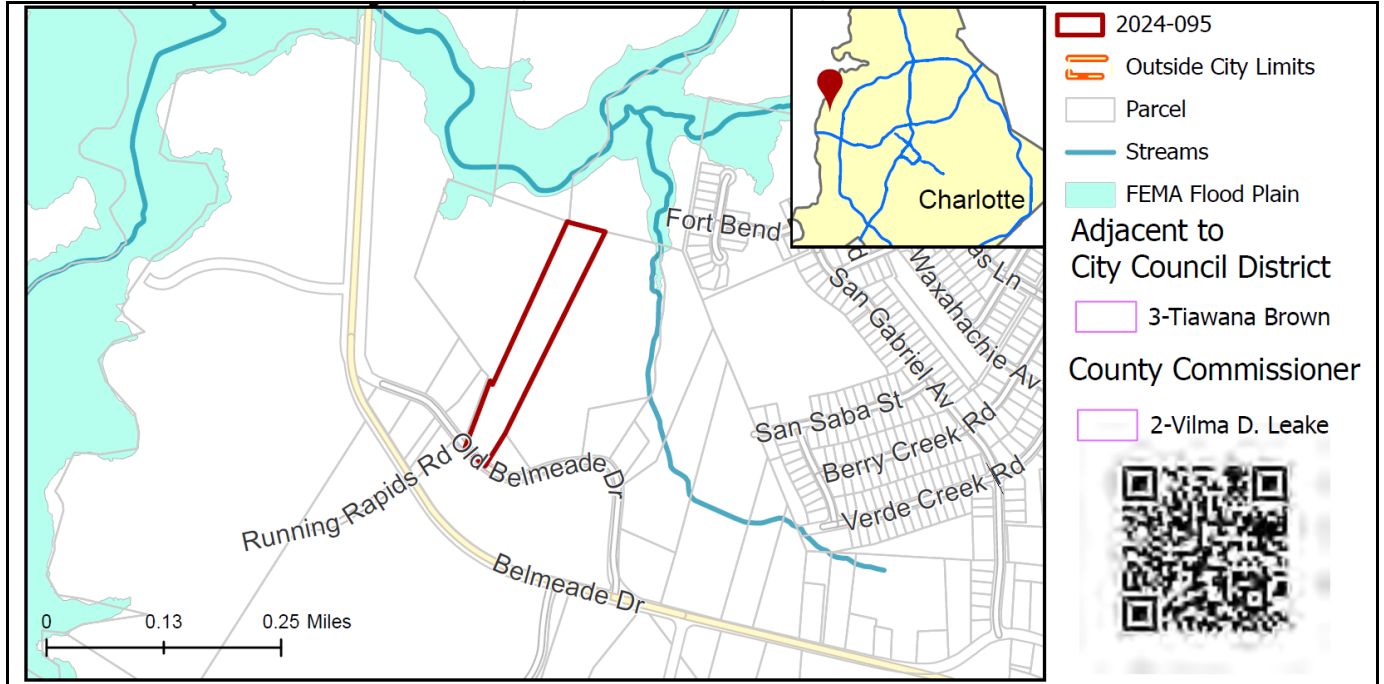 Fort Bend
d
as Ln
Waxahachie Av
San Gabriel Av
San Saba St
Berry Creek Rd
Verde Creek Rd
Old Belmeade Dr
Running Rapids Rd
Belmeade Dr
0 0.13 0.25 Miles
Charlotte
2024-095
Outside City Limits
Parcel
Streams
FEMA Flood Plain
Adjacent to
City Council District
3-Tiawana Brown
County Commissioner
2-Vilma D. Leake